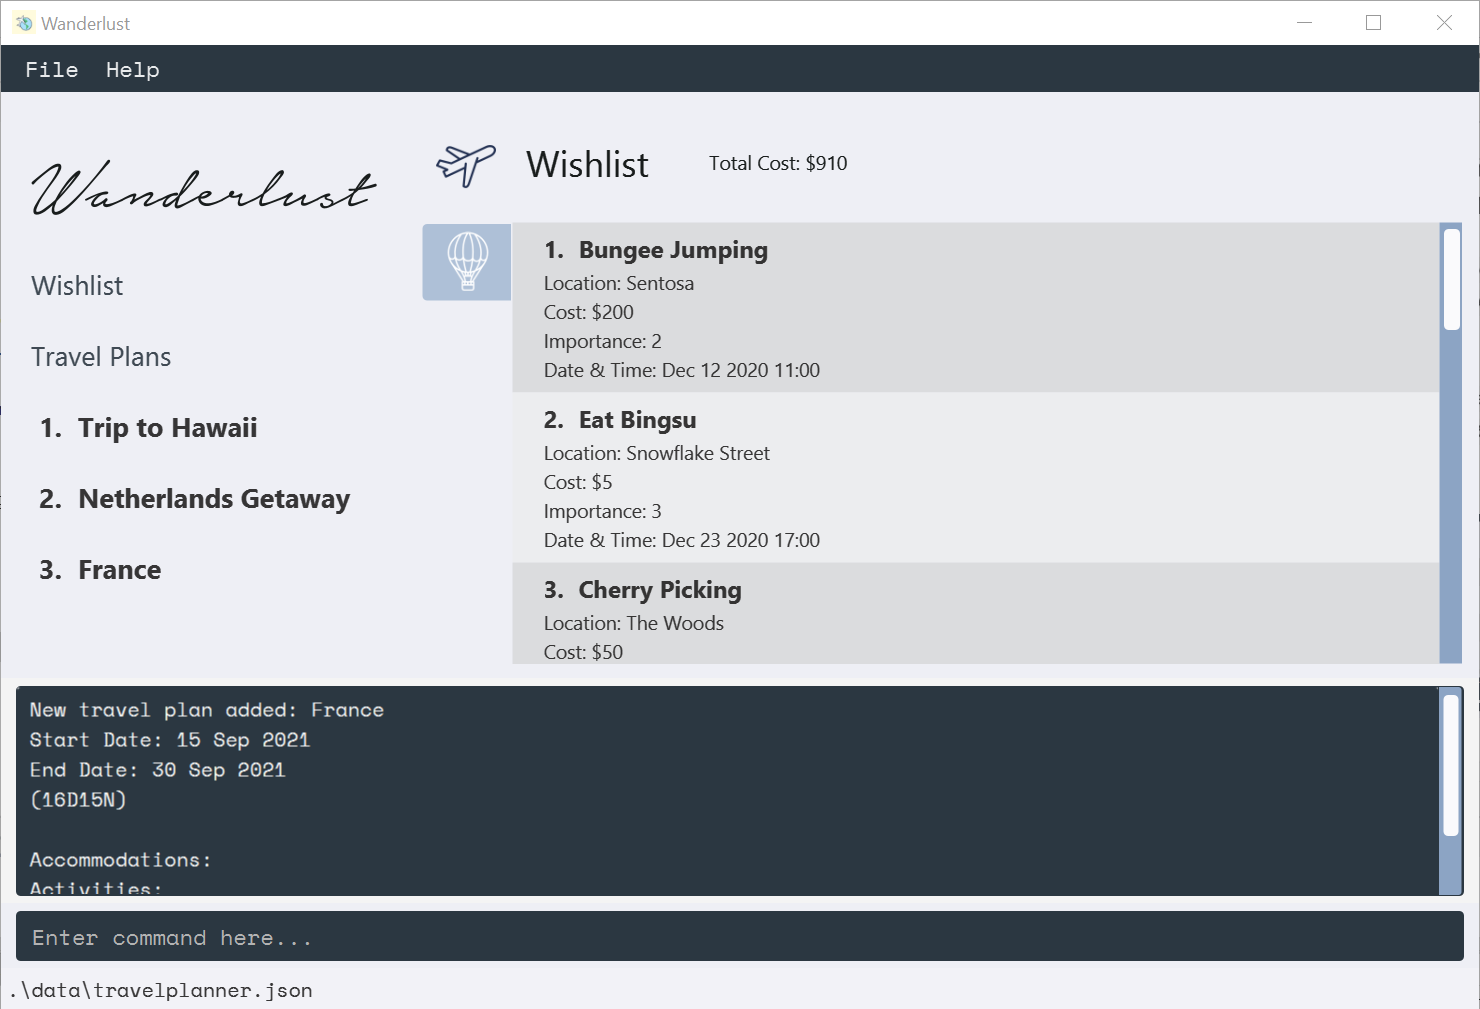 Wanderlust
File Help
Wanderlust
Wishlist
Travel Plans
1. Trip to Hawaii
2. Netherlands Getaway
3. France
Wishlist Total Cost: $910
1. Bungee Jumping
Location: Sentosa
Cost: $200
Importance: 2
Date & Time: Dec 12 2020 11:00
2. Eat Bingsu
Location: Snowflake Street
Cost: $5
Importance: 3
Date & Time: Dec 23 2020 17:00
3. Cherry Picking
Location: The Woods
Cost: $50
New travel plan added: France
Start Date: 15 Sep 2021
End Date: 30 Sep 2021
(16D15N)
Accommodations:
Activities:
Enter command here...
.\data\travelplanner.json